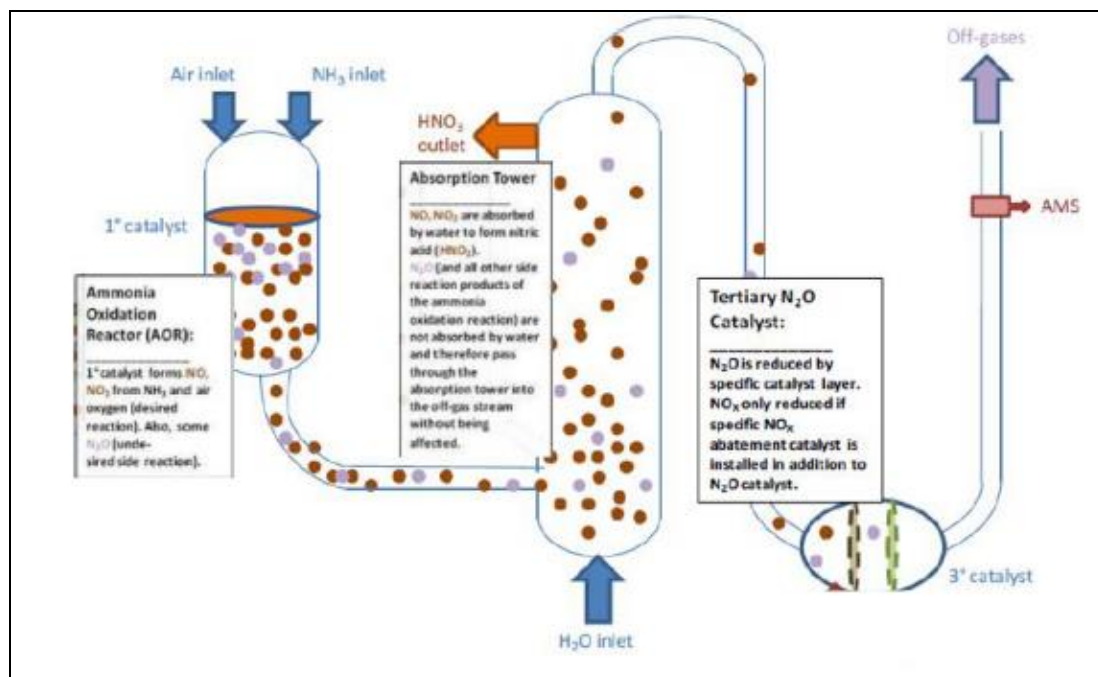 Off-gases
Air inlet
NH₃ inlet
HNO₃
outlet
Absorption Tower
NO, NO₂ are absorbed
by water to form nitric
acid (HNO₃).
N₂O (and all other side
reaction products of
the ammonia
oxidation reaction) are
not absorbed by water
and therefore pass
through the
absorption tower into
the off-gas stream
without being
affected.
AMS
1° catalyst
Ammonia
Oxidation
Reactor (AOR):
1° catalyst forms NO,
NO₂ from NH₃ and air
oxygen (desired
reaction). Also, some
N₂O (unde-
sired side reaction).
Tertiary N₂O
Catalyst:
N₂O is reduced by
specific catalyst layer.
NOₓ only reduced if
specific NOₓ
abatement catalyst is
installed in addition to
N₂O catalyst.
3° catalyst
H₂O inlet